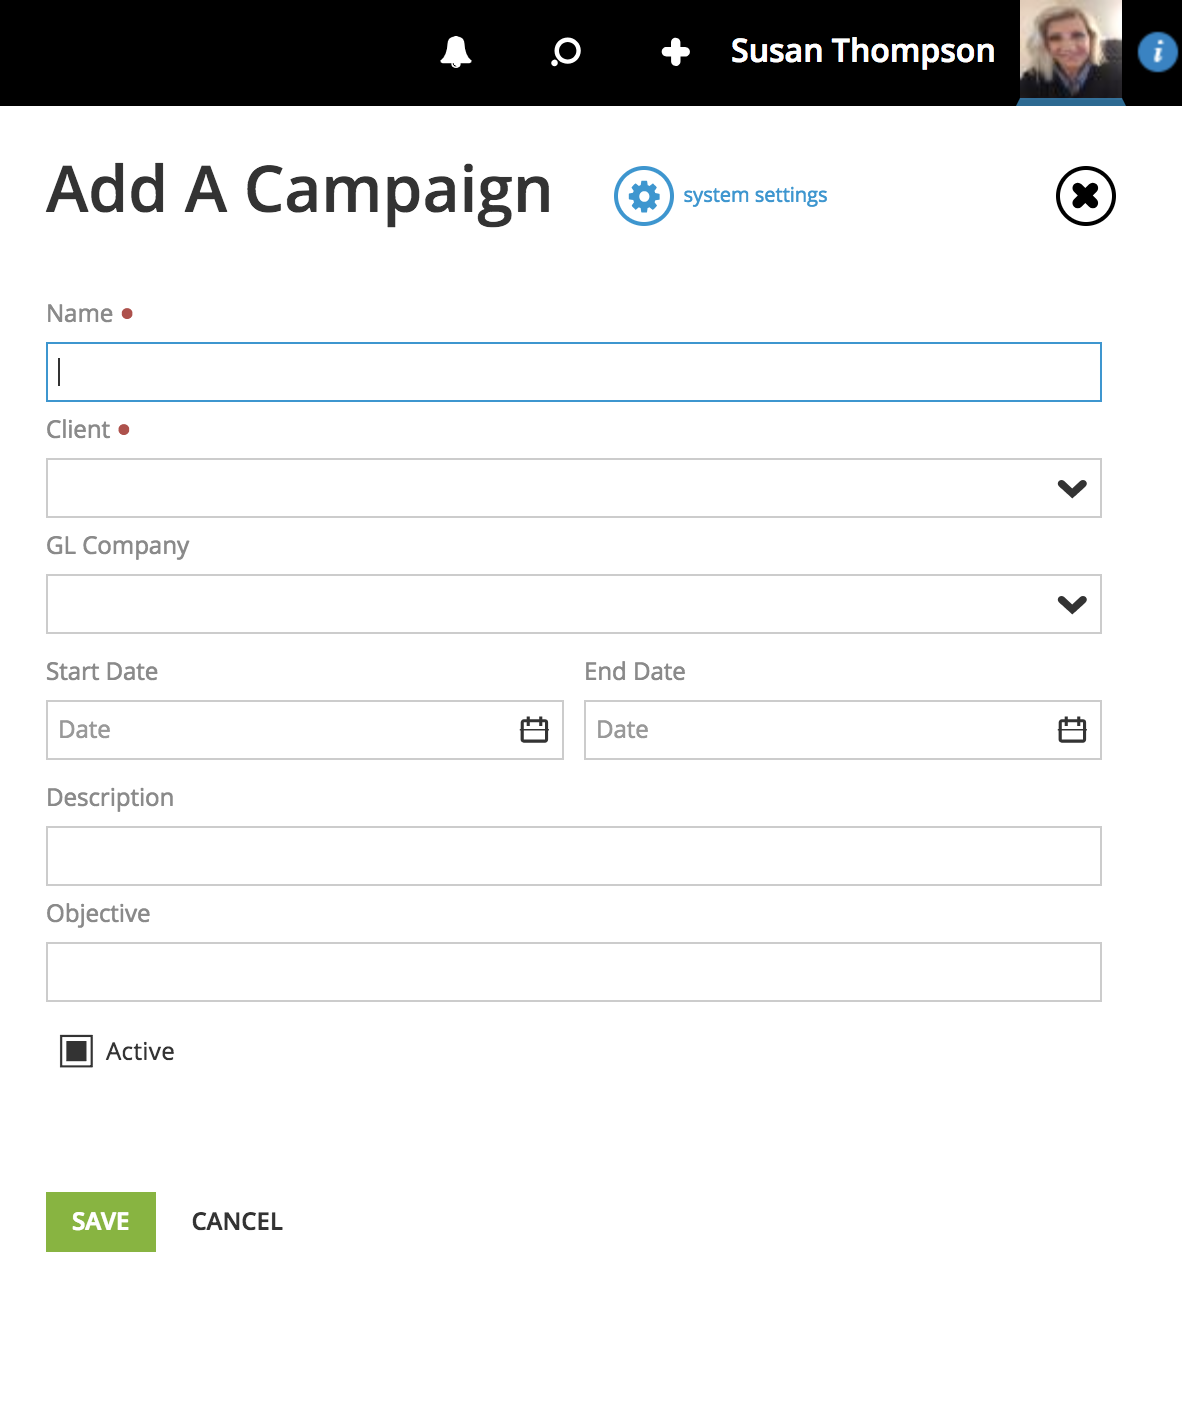 Susan Thompson
i
Add A Campaign
system settings
Name
Client
GL Company
Start Date End Date
Date Date
Description
Objective
Active
SAVE CANCEL